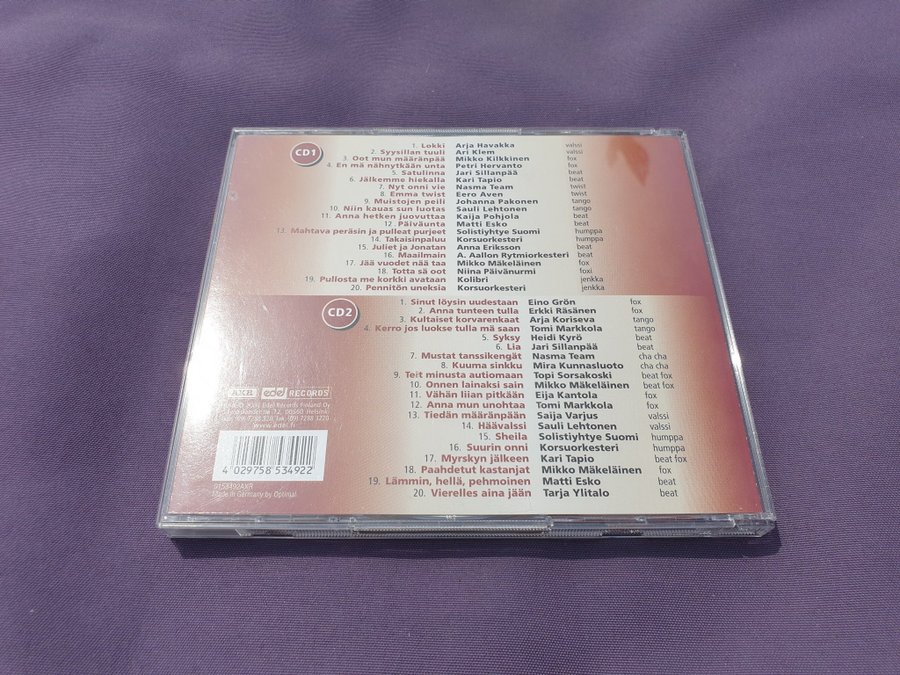 CD1
1. Lokki Arja Havakka valssi
2. Syysillan tuuli Ari Klem valssi
3. Oot mun määränpää Mikko Kilkkinen fox
4. En mä nähnytkään unta Petri Hervanto fox
5. Satulinna Jari Sillanpää beat
6. Jälkemme hiekalla Kari Tapio beat
7. Nyt onni vie Nasma Team twist
8. Emma twist Eero Aven twist
9. Muistojen peili Johanna Pakonen tango
10. Niin kauas sun luotas Sauli Lehtonen tango
11. Anna hetken juovuttaa Kaija Pohjola beat
12. Päiväunta Matti Esko beat
13. Mahtava peräsin ja pulleat purjeet Solistiyhtye Suomi humppa
14. Takaisinpaluu Korsuorkesteri humppa
15. Juliet ja Jonatan Anna Eriksson beat
16. Maailmain A. Aallon Rytmiorkesteri beat
17. Jää vuodet nää taa Mikko Mäkeläinen fox
18. Totta sä oot Niina Päivänurmi foxi
19. Pullosta me korkki avataan Kolibri jenkka
20. Pennitön uneksia Korsuorkesteri jenkka
CD2
1. Sinut löysin uudestaan Eino Grön fox
2. Anna tunteen tulla Erkki Räsänen fox
3. Kultaiset korvarenkaat Arja Koriseva tango
4. Kerro jos luokse tulla mä saan Tomi Markkola tango
5. Syksy Heidi Kyrö beat
6. Lia Jari Sillanpää beat
7. Mustat tanssikengät Nasma Team cha cha
8. Kuuma sinkku Mira Kunnasluoto cha cha
9. Teit minusta autiomaan Topi Sorsakoski beat fox
10. Onnen lainaksi sain Mikko Mäkeläinen beat fox
11. Vähän liian pitkään Eija Kantola fox
12. Anna mun unohtaa Tomi Markkola fox
13. Tiedän määränpään Saija Varjus valssi
14. Häävalssi Sauli Lehtonen valssi
15. Sheila Solistiyhtye Suomi humppa
16. Suurin onni Korsuorkesteri humppa
17. Myrskyn jälkeen Kari Tapio beat fox
18. Paahdetut kastanjat Mikko Mäkeläinen fox
19. Lämmin, hellä, pehmoinen Matti Esko beat
20. Vierelles aina jään Tarja Ylitalo beat
AXR edel RECORDS
Edel Records Finland Oy
www.edel.fi
4 029758 534922
0153492AXR
Made in Germany by Optimal